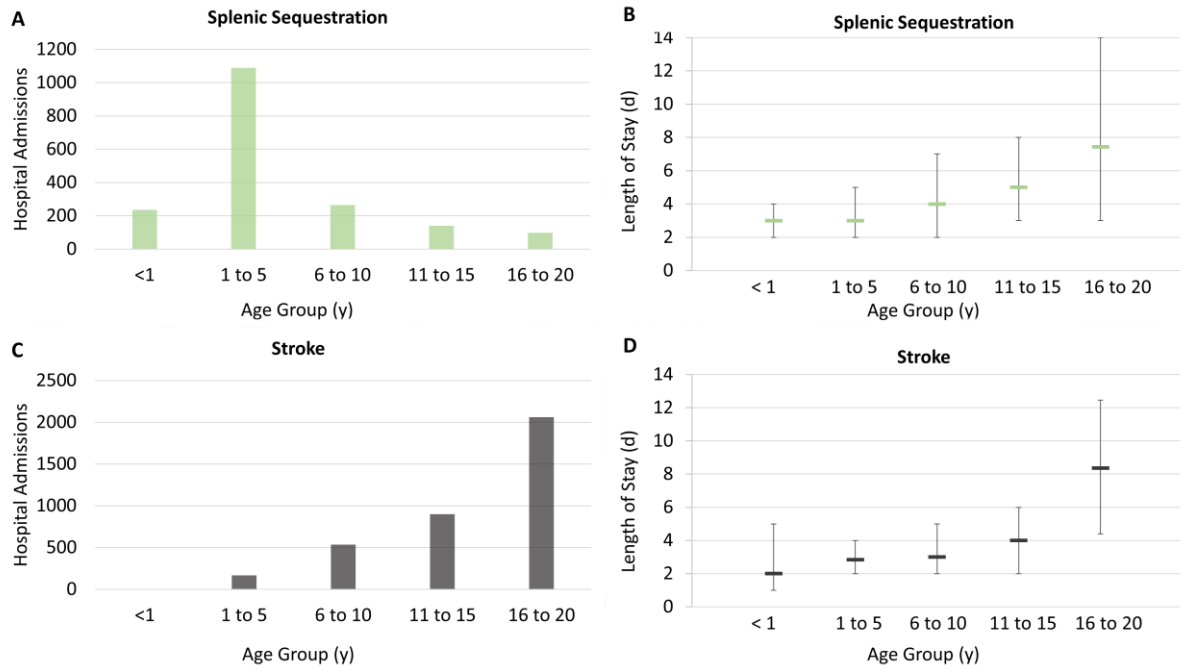 A
Splenic Sequestration
Hospital Admissions
1200
1000
800
600
400
200
0
<1 1 to 5 6 to 10 11 to 15 16 to 20
Age Group (y)
B
Splenic Sequestration
Length of Stay (d)
14
12
10
8
6
4
2
0
< 1 1 to 5 6 to 10 11 to 15 16 to 20
Age Group (y)
C
Stroke
Hospital Admissions
2500
2000
1500
1000
500
0
<1 1 to 5 6 to 10 11 to 15 16 to 20
Age Group (y)
D
Stroke
Length of Stay (d)
14
12
10
8
6
4
2
0
< 1 1 to 5 6 to 10 11 to 15 16 to 20
Age Group (y)